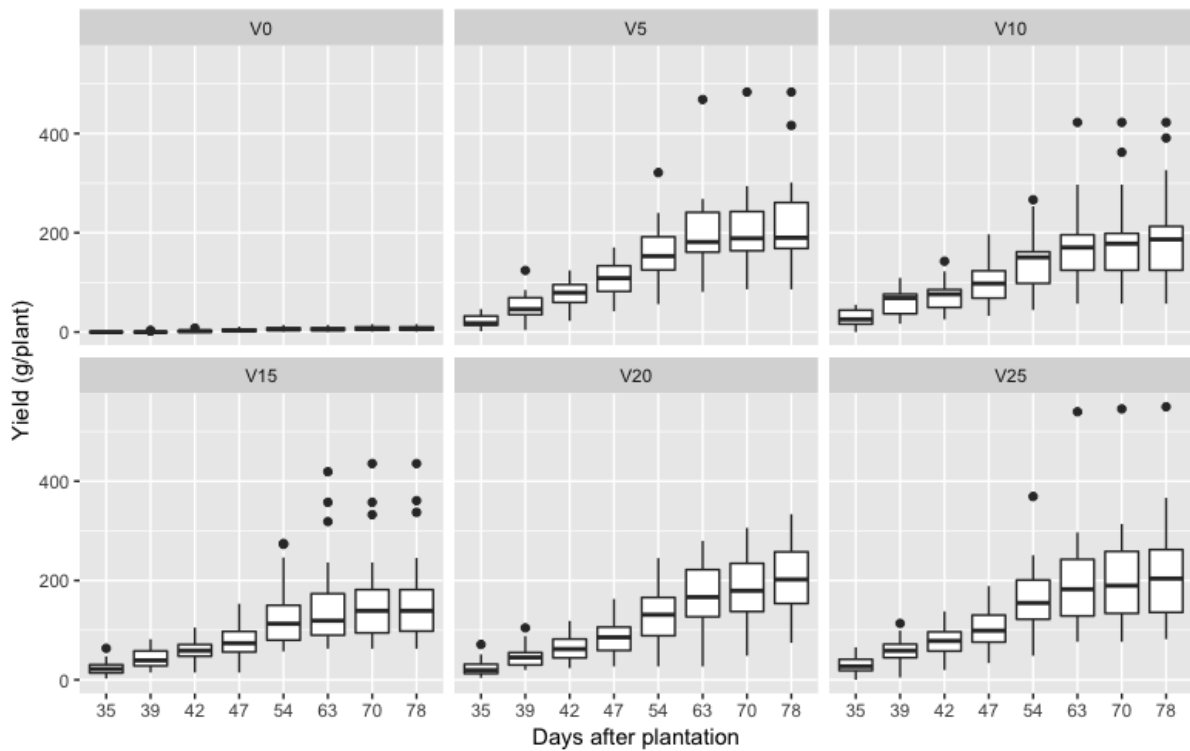 V0 V5 V10
400
200
0
V15 V20 V25
400
200
0
35 39 42 47 54 63 70 78 35 39 42 47 54 63 70 78 35 39 42 47 54 63 70 78
Yield (g/plant)
Days after plantation